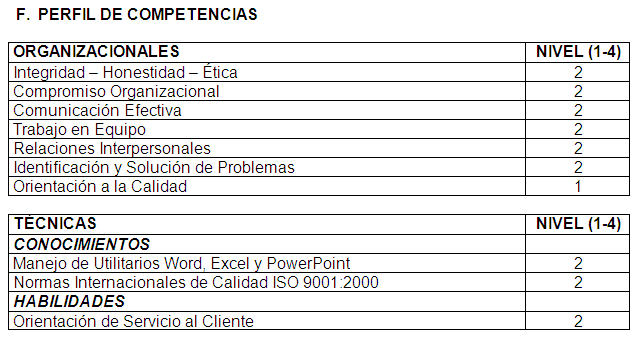 F. PERFIL DE COMPETENCIAS
ORGANIZACIONALES NIVEL (1-4)
Integridad – Honestidad – Ética 2
Compromiso Organizacional 2
Comunicación Efectiva 2
Trabajo en Equipo 2
Relaciones Interpersonales 2
Identificación y Solución de Problemas 2
Orientación a la Calidad 1
TÉCNICAS NIVEL (1-4)
CONOCIMIENTOS
Manejo de Utilitarios Word, Excel y PowerPoint 2
Normas Internacionales de Calidad ISO 9001:2000 2
HABILIDADES
Orientación de Servicio al Cliente 2